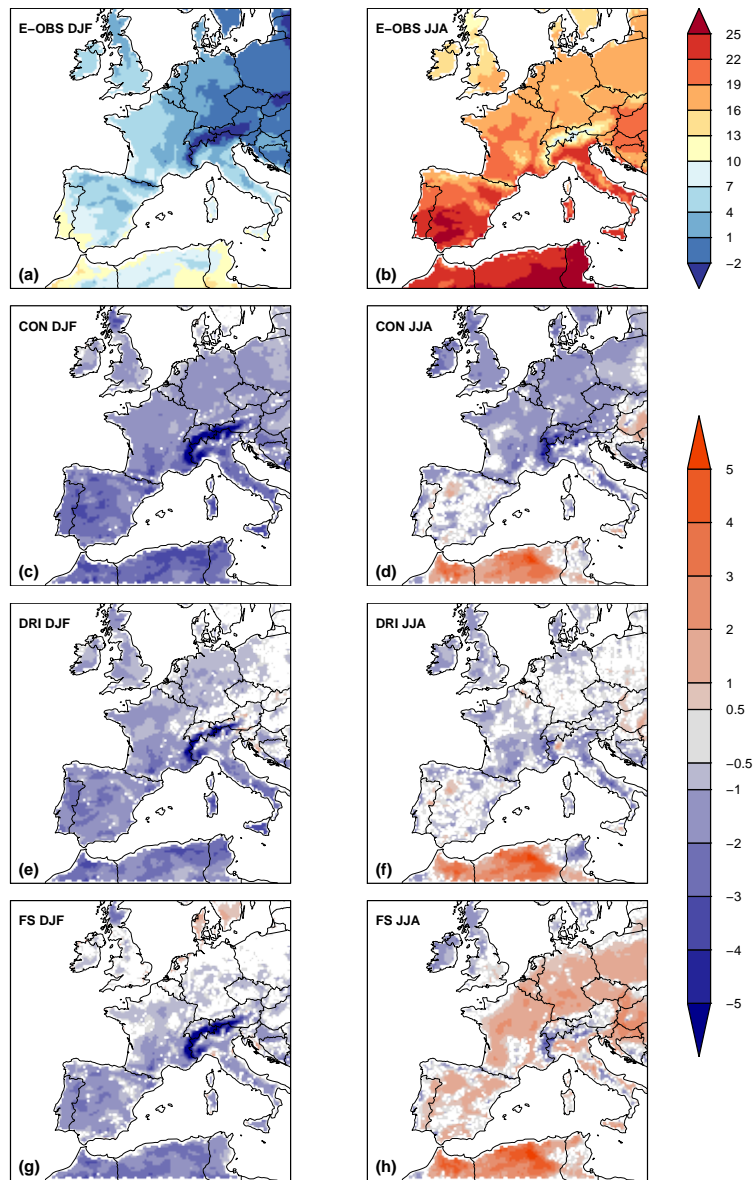 E−OBS DJF
(a)
E−OBS JJA
(b)
25
22
19
16
13
10
7
4
1
−2
CON DJF
(c)
CON JJA
(d)
DRI DJF
(e)
DRI JJA
(f)
FS DJF
(g)
FS JJA
(h)
5
4
3
2
1
0.5
−0.5
−1
−2
−3
−4
−5